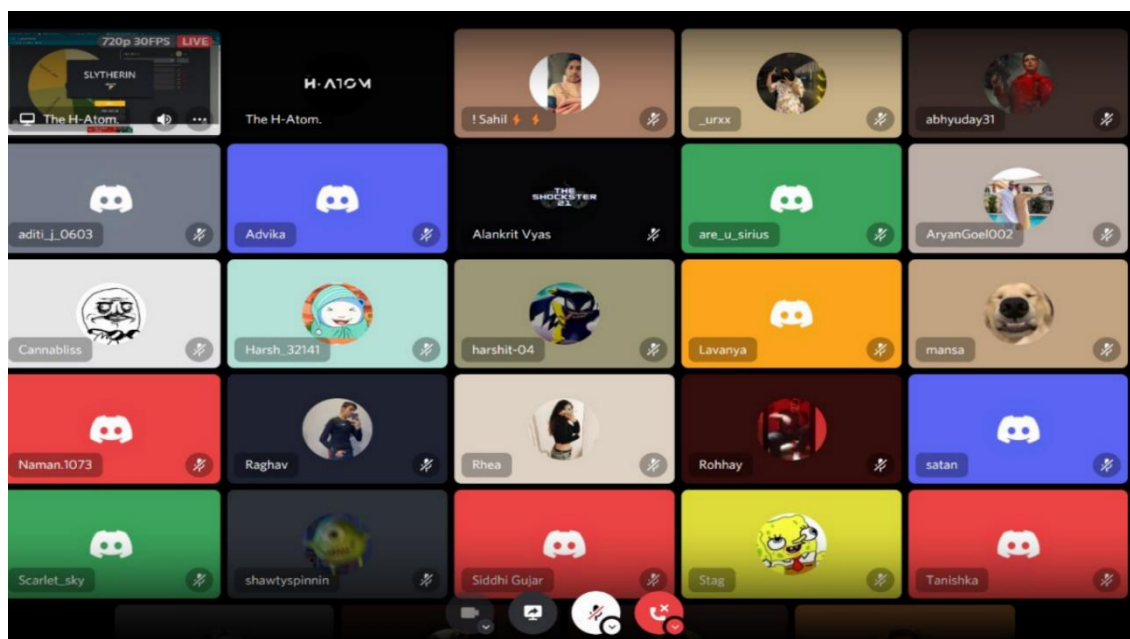 720p 30FPS LIVE
SLYTHERIN
The H-Atom.
H-ATOM
The H-Atom.
! Sahil
_urxx
abhyuday31
aditi_j_0603
Advika
THE
SHOCKSTER
21
Alankrit Vyas
are_u_sirius
AryanGoel002
Cannabliss
Harsh_32141
harshit-04
Lavanya
mansa
Naman.1073
Raghav
Rhea
Rohhay
satan
Scarlet_sky
shawtyspinnin
Siddhi Gujar
Stag
Tanishka